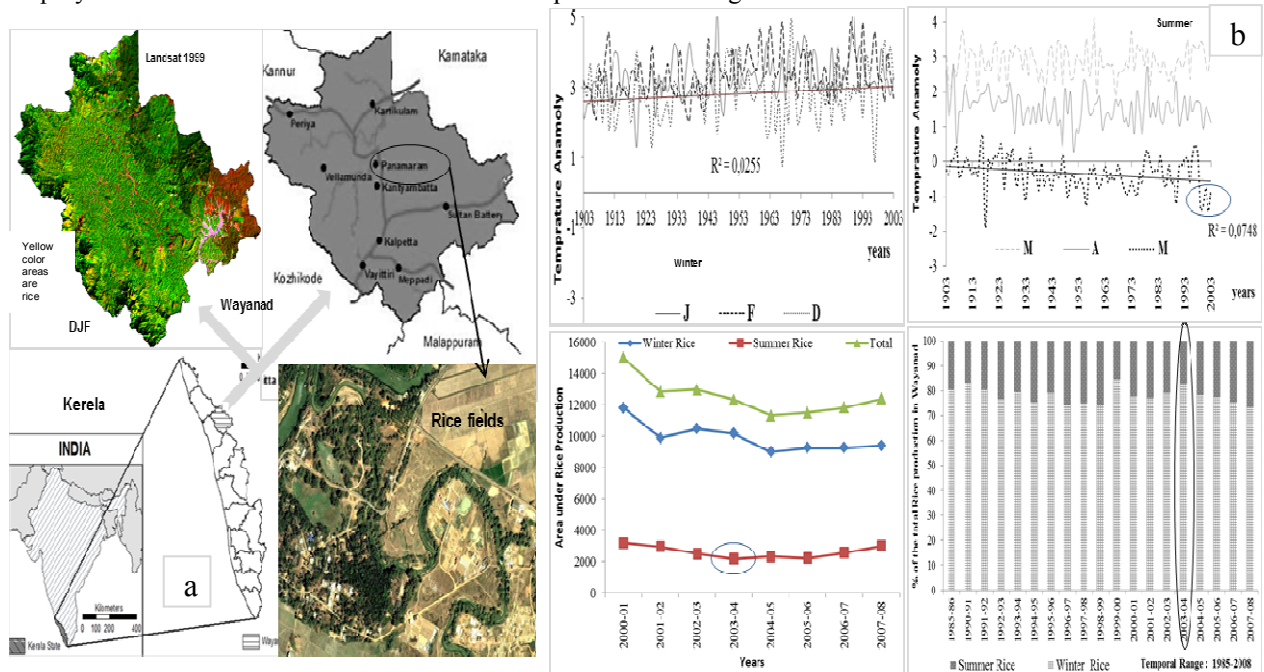 Landsat 1999
Yellow
color
areas
are
rice
DJF
Karnataka
Kannur
Kartikulam
Periya
Panamaram
Vellamunda
Kaniyambatta
Sultan Battery
Kalpetta
Vayittiri
Meppadi
Kozhikode
Wayanad
Malappuram
Kerela
INDIA
Kilometers
0 100 200 400
Kerala State
a
Rice fields
Temprature Anamoly
5
3
1
-1
-3
1903 1913 1923 1933 1943 1953 1963 1973 1983 1993 2003
R² = 0,0255
years
Winter
J F D
b
Summer
Temprature Anamoly
4
3
2
1
0
-1
-2
-3
R² = 0,0748
M A M
1903 1913 1923 1933 1943 1953 1963 1973 1983 1993 2003
years
Winter Rice Summer Rice Total
Area under Rice Production
16000
14000
12000
10000
8000
6000
4000
2000
0
2000-01 2001-02 2002-03 2003-04 2004-05 2005-06 2006-07 2007-08
Years
% of the total Rice production in Wayanad
100
90
80
70
60
50
40
30
20
10
0
1985-86 1990-91 1991-92 1992-93 1993-94 1994-95 1995-96 1996-97 1997-98 1998-99 1999-00 2000-01 2001-02 2002-03 2003-04 2004-05 2005-06 2006-07 2007-08
Summer Rice Winter Rice Temporal Range : 1985-2008